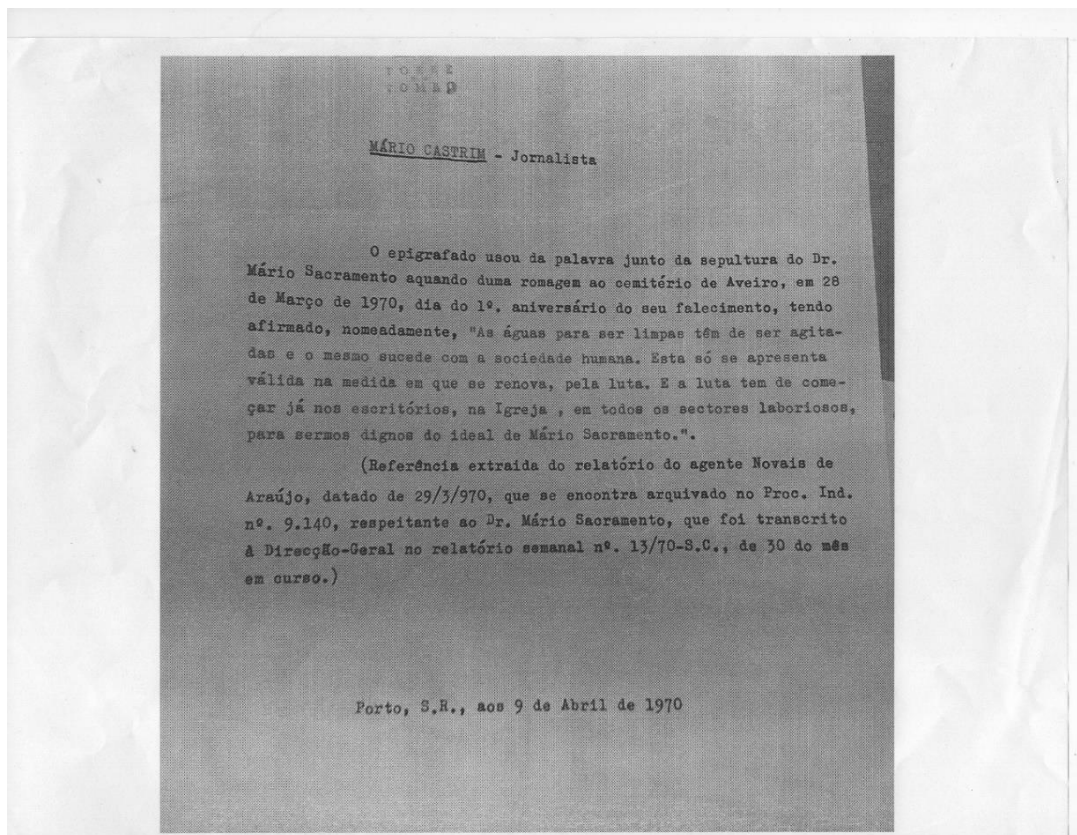 TORRE
TOMBO
MÁRIO CASTRIM - Jornalista
O epigrafado usou da palavra junto da sepultura do Dr.
Mário Sacramento aquando duma romagem ao cemitério de Aveiro, em 28
de Março de 1970, dia do 1º. aniversário do seu falecimento, tendo
afirmado, nomeadamente, "As águas para ser limpas têm de ser agita-
das e o mesmo sucede com a sociedade humana. Esta só se apresenta
válida na medida em que se renova, pela luta. E a luta tem de come-
çar já nos escritórios, na Igreja , em todos os sectores laboriosos,
para sermos dignos do ideal de Mário Sacramento.".
(Referência extraida do relatório do agente Novais de
Araújo, datado de 29/3/970, que se encontra arquivado no Proc. Ind.
nº. 9.140, respeitante ao Dr. Mário Sacramento, que foi transcrito
à Direcção-Geral no relatório semanal nº. 13/70-S.C., de 30 do mês
em curso.)
Porto, S.R., aos 9 de Abril de 1970